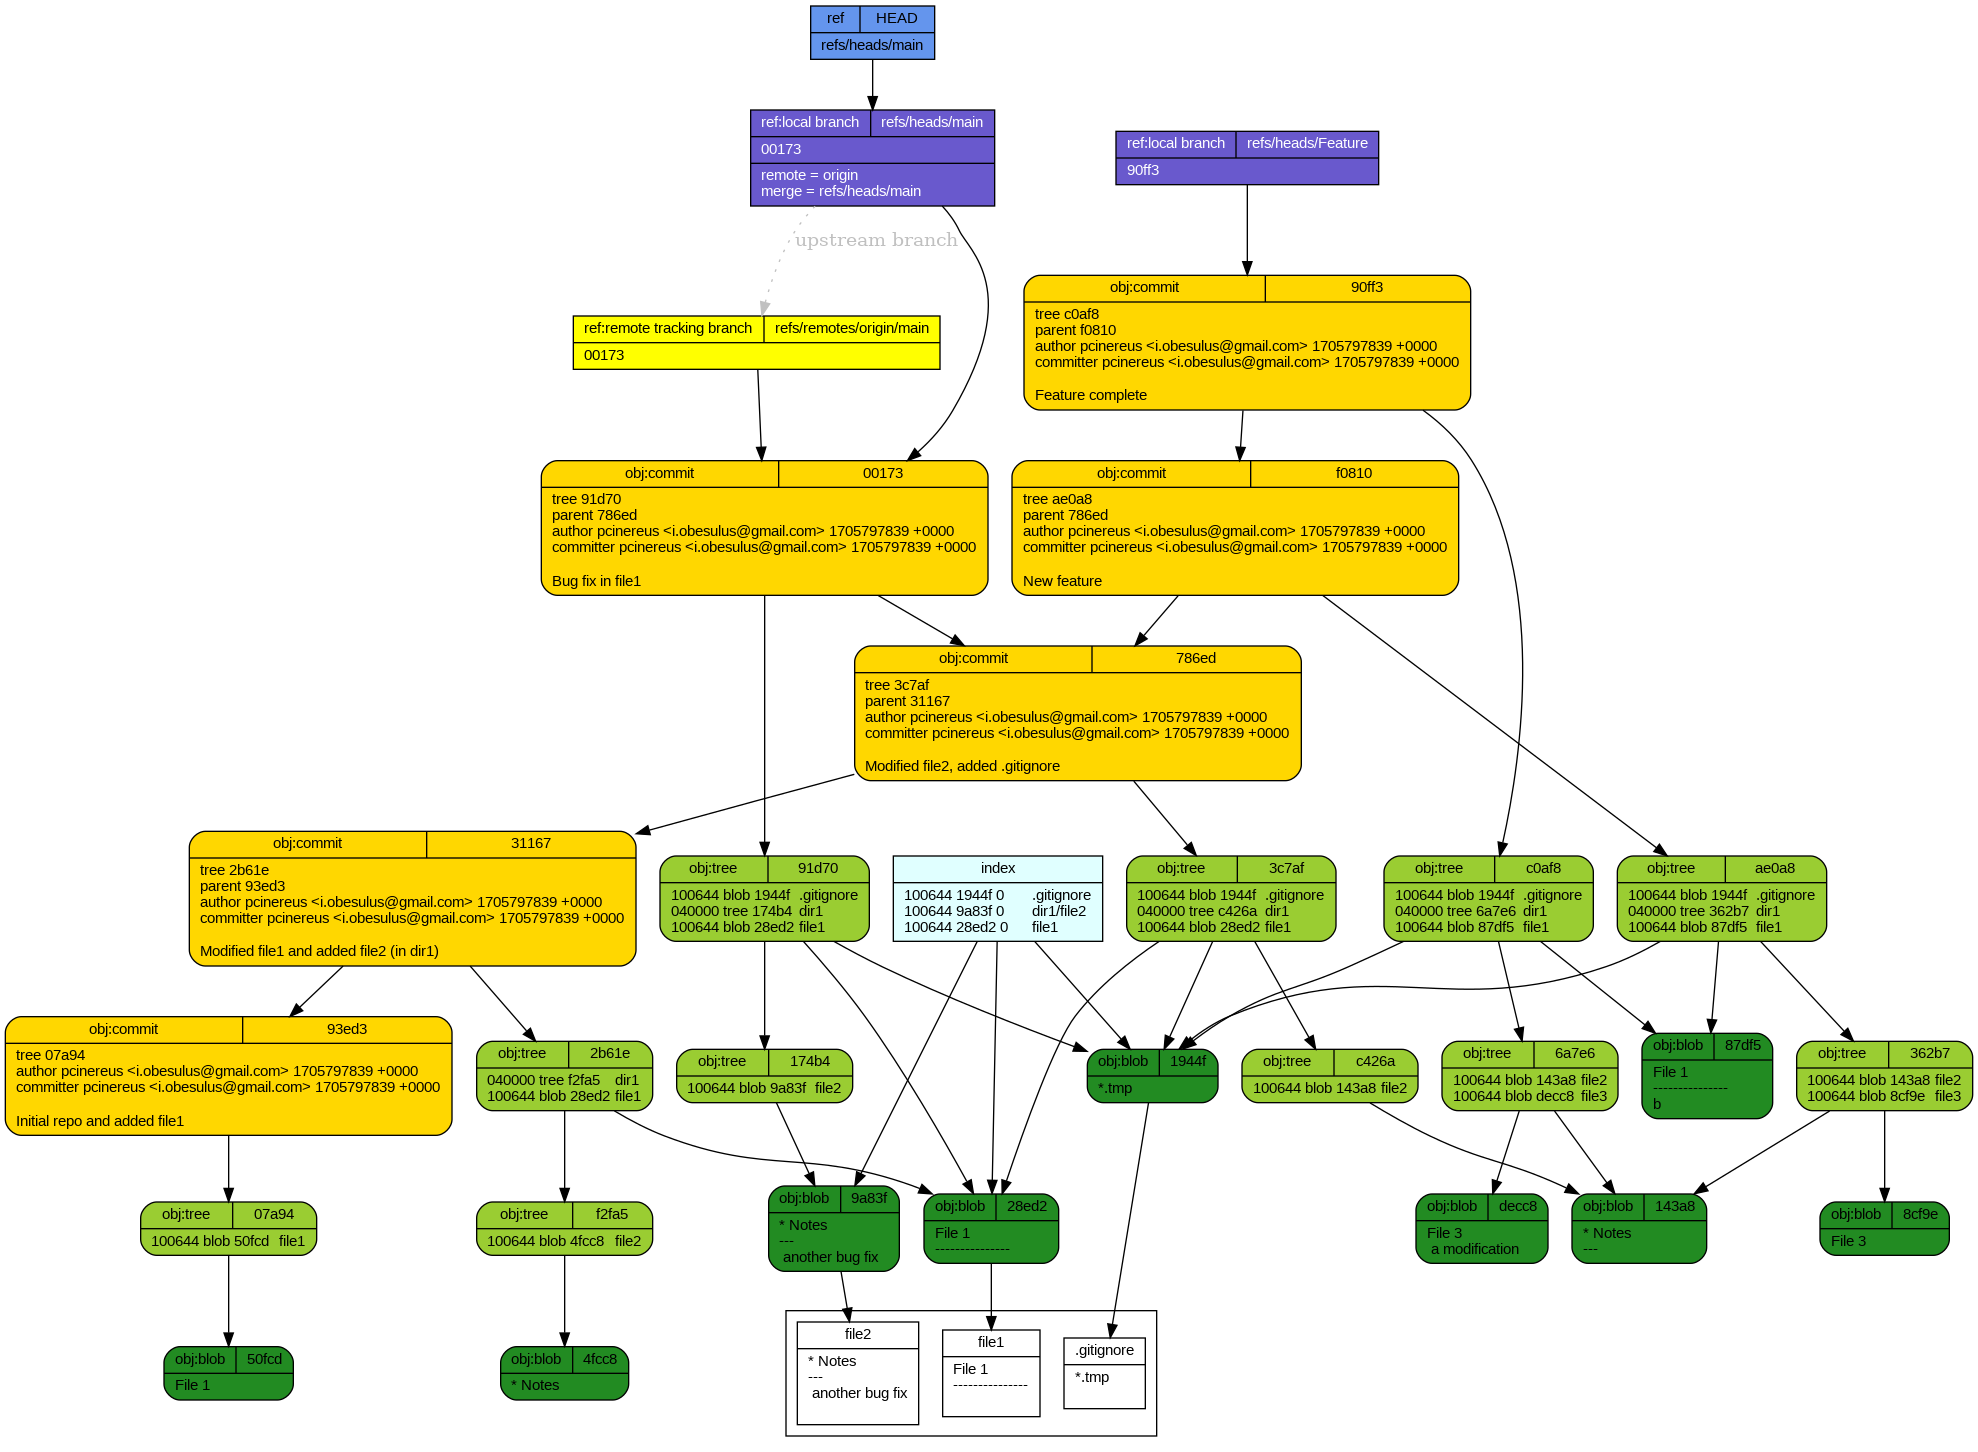 ref HEAD
refs/heads/main
ref:local branch refs/heads/main
00173
remote = origin
merge = refs/heads/main
ref:local branch refs/heads/Feature
90ff3
upstream branch
obj:commit 90ff3
tree c0af8
parent f0810
author pcinereus <i.obesulus@gmail.com> 1705797839 +0000
committer pcinereus <i.obesulus@gmail.com> 1705797839 +0000
Feature complete
ref:remote tracking branch refs/remotes/origin/main
00173
obj:commit 00173
tree 91d70
parent 786ed
author pcinereus <i.obesulus@gmail.com> 1705797839 +0000
committer pcinereus <i.obesulus@gmail.com> 1705797839 +0000
Bug fix in file1
obj:commit f0810
tree ae0a8
parent 786ed
author pcinereus <i.obesulus@gmail.com> 1705797839 +0000
committer pcinereus <i.obesulus@gmail.com> 1705797839 +0000
New feature
obj:commit 786ed
tree 3c7af
parent 31167
author pcinereus <i.obesulus@gmail.com> 1705797839 +0000
committer pcinereus <i.obesulus@gmail.com> 1705797839 +0000
Modified file2, added .gitignore
obj:commit 31167
tree 2b61e
parent 93ed3
author pcinereus <i.obesulus@gmail.com> 1705797839 +0000
committer pcinereus <i.obesulus@gmail.com> 1705797839 +0000
Modified file1 and added file2 (in dir1)
obj:tree 91d70
100644 blob 1944f .gitignore
040000 tree 174b4 dir1
100644 blob 28ed2 file1
index
100644 1944f 0 .gitignore
100644 9a83f 0 dir1/file2
100644 28ed2 0 file1
obj:tree 3c7af
100644 blob 1944f .gitignore
040000 tree c426a dir1
100644 blob 28ed2 file1
obj:tree c0af8
100644 blob 1944f .gitignore
040000 tree 6a7e6 dir1
100644 blob 87df5 file1
obj:tree ae0a8
100644 blob 1944f .gitignore
040000 tree 362b7 dir1
100644 blob 87df5 file1
obj:commit 93ed3
tree 07a94
author pcinereus <i.obesulus@gmail.com> 1705797839 +0000
committer pcinereus <i.obesulus@gmail.com> 1705797839 +0000
Initial repo and added file1
obj:tree 2b61e
040000 tree f2fa5 dir1
100644 blob 28ed2 file1
obj:tree 174b4
100644 blob 9a83f file2
obj:blob 1944f
*.tmp
obj:tree c426a
100644 blob 143a8 file2
obj:tree 6a7e6
100644 blob 143a8 file2
100644 blob decc8 file3
obj:blob 87df5
File 1
---------------
b
obj:tree 362b7
100644 blob 143a8 file2
100644 blob 8cf9e file3
obj:tree 07a94
100644 blob 50fcd file1
obj:tree f2fa5
100644 blob 4fcc8 file2
obj:blob 9a83f
* Notes
---
another bug fix
obj:blob 28ed2
File 1
---------------
obj:blob decc8
File 3
a modification
obj:blob 143a8
* Notes
---
obj:blob 8cf9e
File 3
obj:blob 50fcd
File 1
obj:blob 4fcc8
* Notes
file2
* Notes
---
another bug fix
file1
File 1
---------------
.gitignore
*.tmp